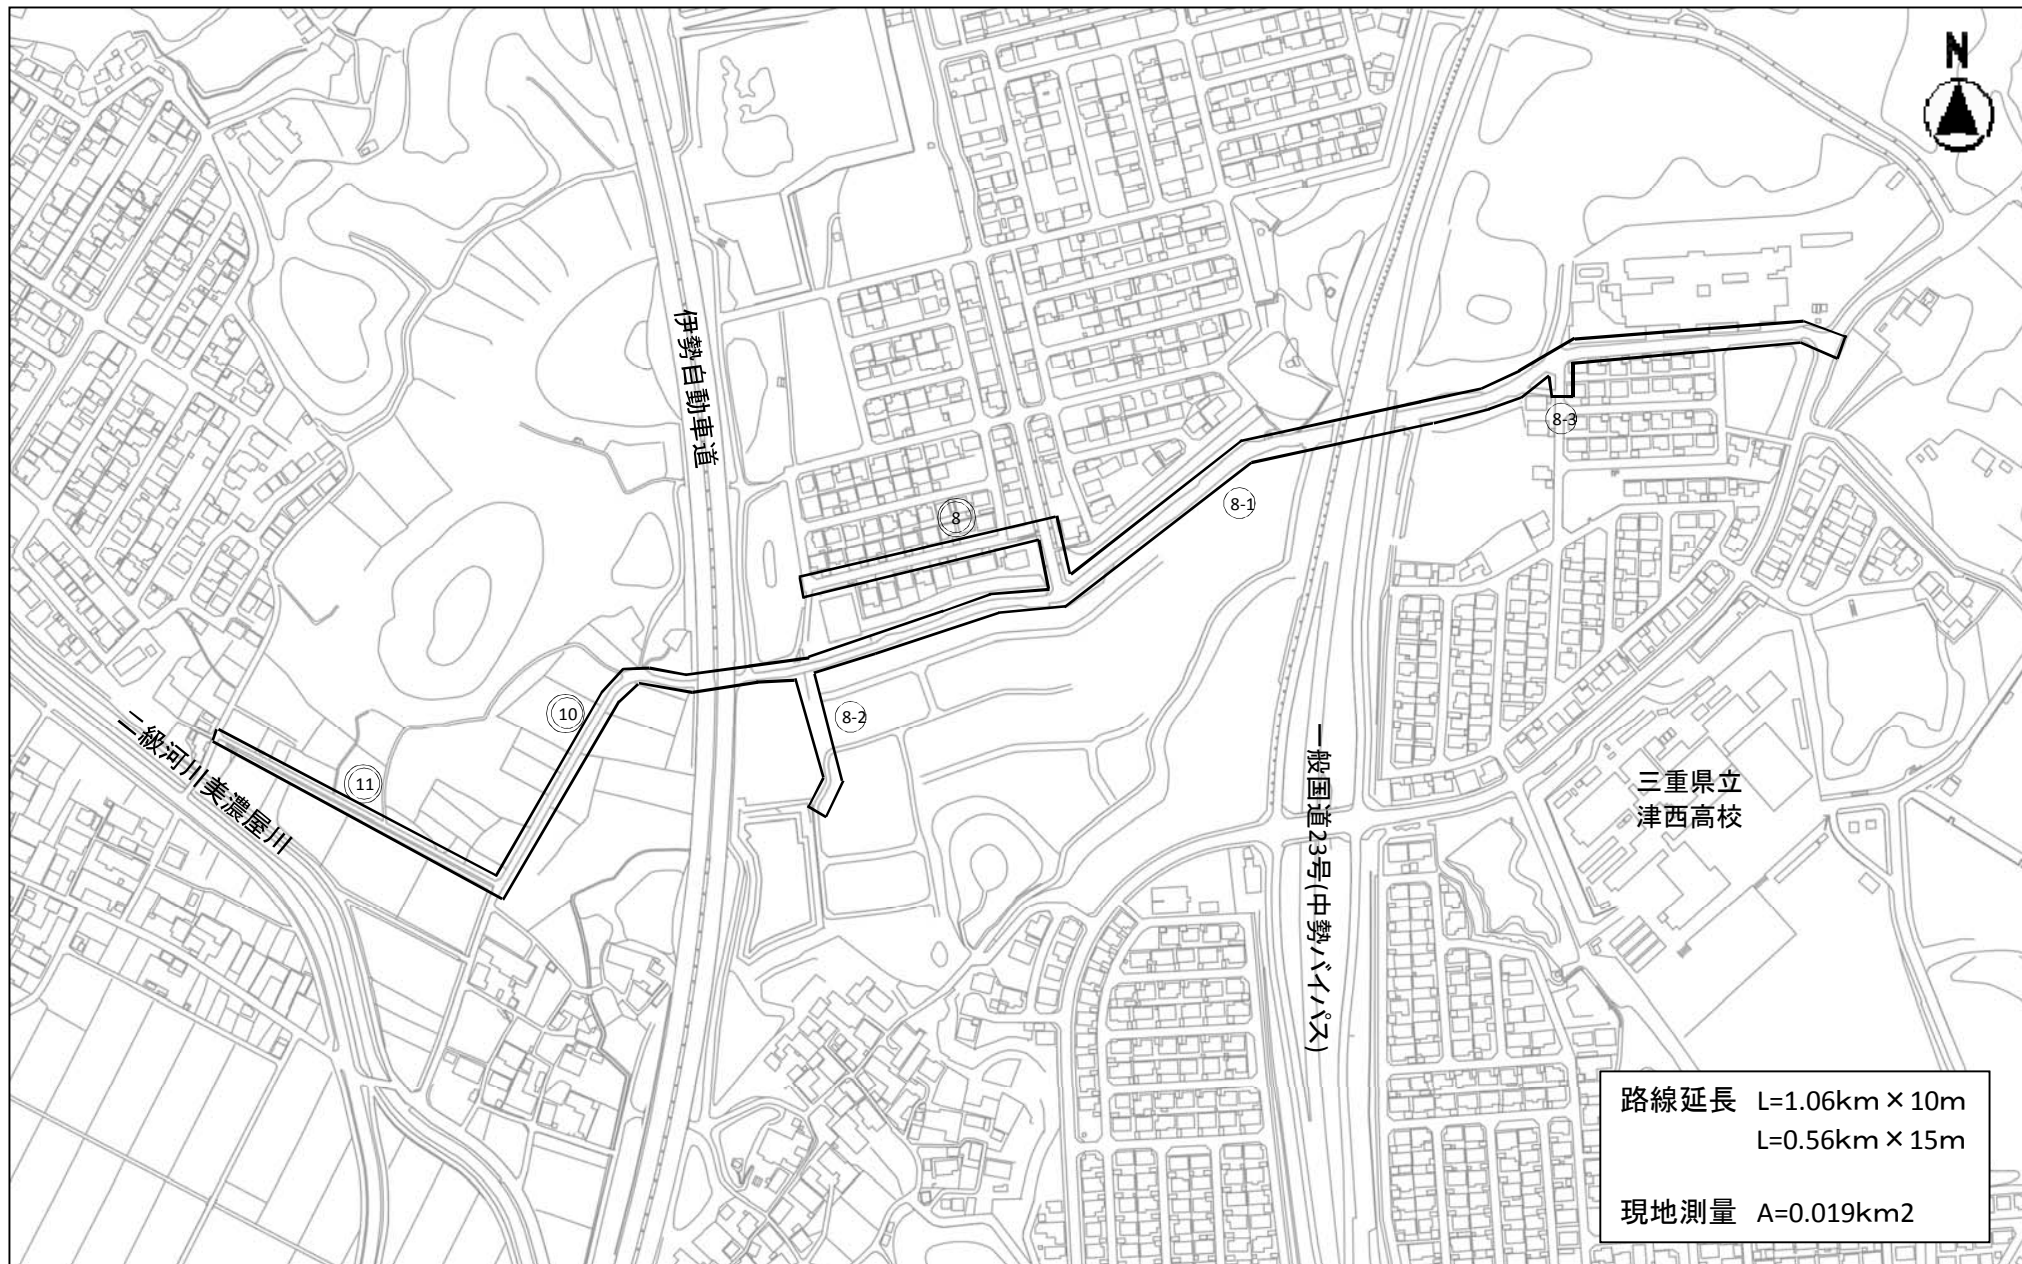 N
伊勢自動車道
8-3
8
8-1
10
8-2
11
二級河川美濃屋川
一般国道23号(中勢バイパス)
三重県立
津西高校
路線延長 L=1.06km×10m
L=0.56km×15m
現地測量 A=0.019km2